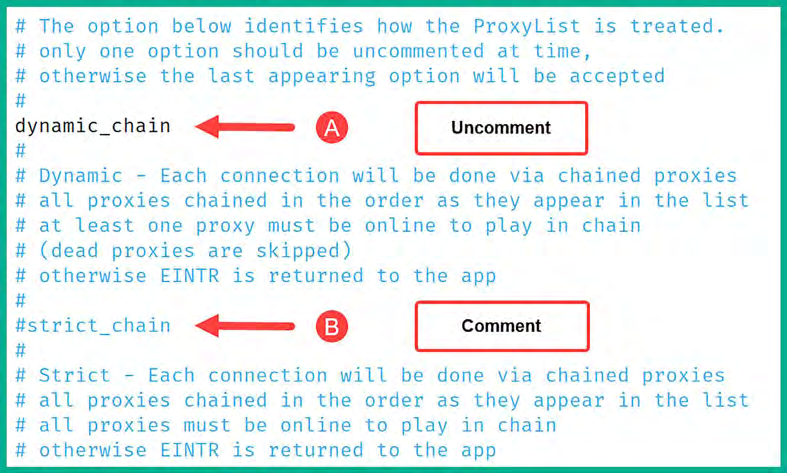 # The option below identifies how the ProxyList is treated.
# only one option should be uncommented at time,
# otherwise the last appearing option will be accepted
#
dynamic_chain A Uncomment
#
# Dynamic - Each connection will be done via chained proxies
# all proxies chained in the order as they appear in the list
# at least one proxy must be online to play in chain
# (dead proxies are skipped)
# otherwise EINTR is returned to the app
#
#strict_chain B Comment
#
# Strict - Each connection will be done via chained proxies
# all proxies chained in the order as they appear in the list
# all proxies must be online to play in chain
# otherwise EINTR is returned to the app